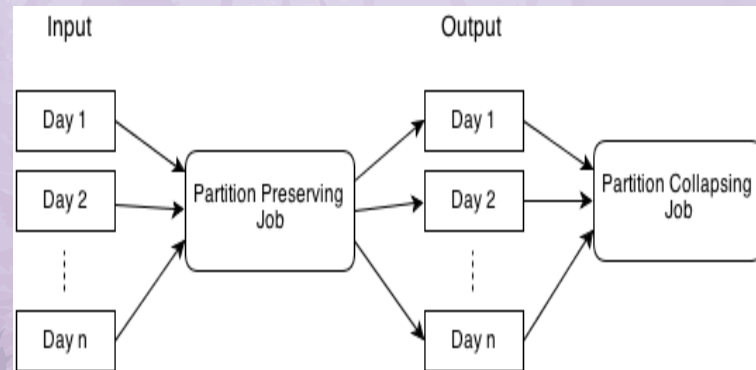 Input
Output
Day 1
Day 2
Day n
Partition Preserving
Job
Day 1
Day 2
Day n
Partition Collapsing
Job